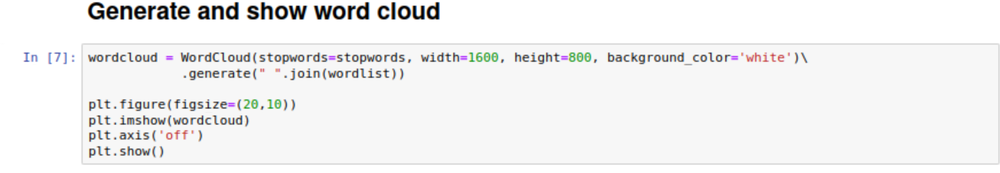 Generate and show word cloud
In [7]: wordcloud = WordCloud(stopwords=stopwords, width=1600, height=800, background_color='white')\
            .generate(" ".join(wordlist))
plt.figure(figsize=(20,10))
plt.imshow(wordcloud)
plt.axis('off')
plt.show()